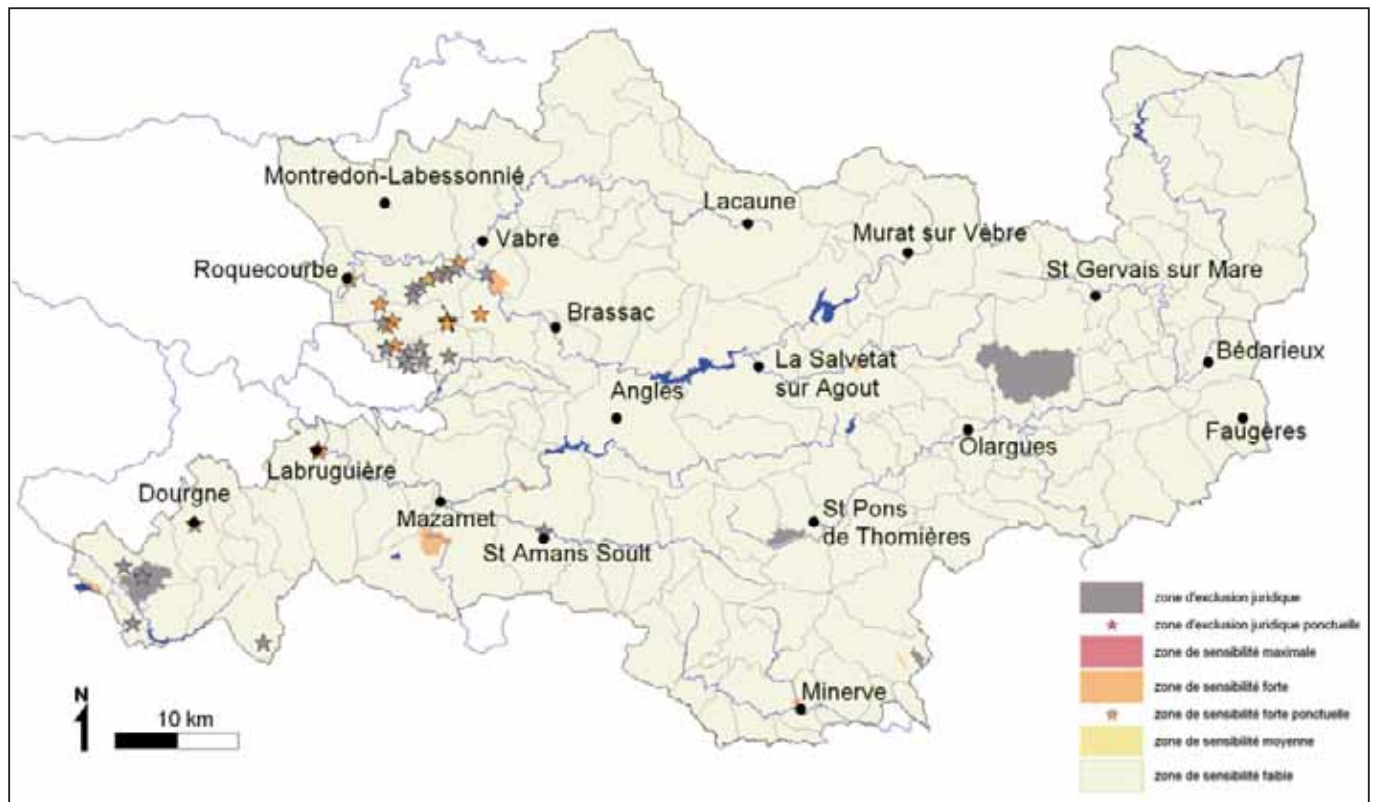 Montredon-Labessonnié
Lacaune
Vabre
Murat sur Vèbre
Roquecourbe
St Gervais sur Mare
Brassac
Bédarieux
La Salvetat
sur Agout
Anglès
Faugères
Olargues
Labruguière
Dourgne
Mazamet
St Pons
de Thomières
St Amans Soult
Minerve
N
10 km
zone d'exclusion juridique
zone d'exclusion juridique ponctuelle
zone de sensibilité maximale
zone de sensibilité forte
zone de sensibilité forte ponctuelle
zone de sensibilité moyenne
zone de sensibilité faible